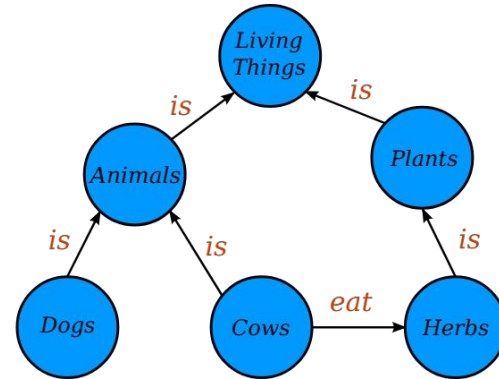 Living
Things
is
is
Animals
Plants
is
is
is
Dogs
Cows
eat
Herbs